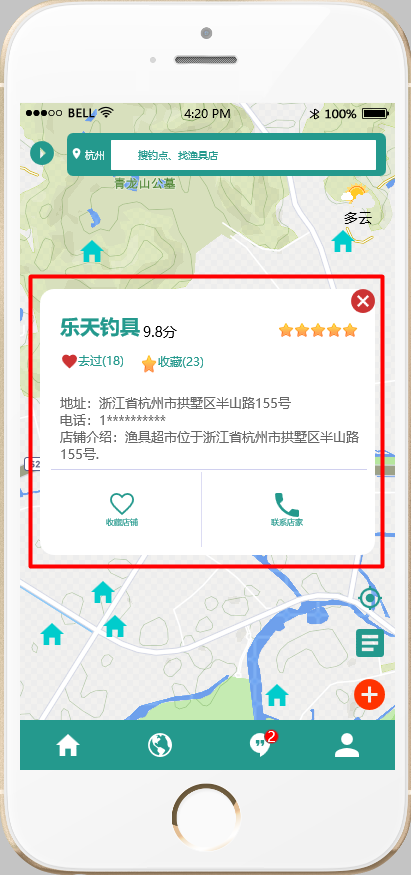 BELL 4:20 PM 100%
杭州 搜钓点、找渔具店
青龙山公墓
多云
乐天钓具 9.8分
去过(18) 收藏(23)
地址：浙江省杭州市拱墅区半山路155号
电话：1**********
店铺介绍：渔具超市位于浙江省杭州市拱墅区半山路
155号.
收藏店铺 联系店家
2